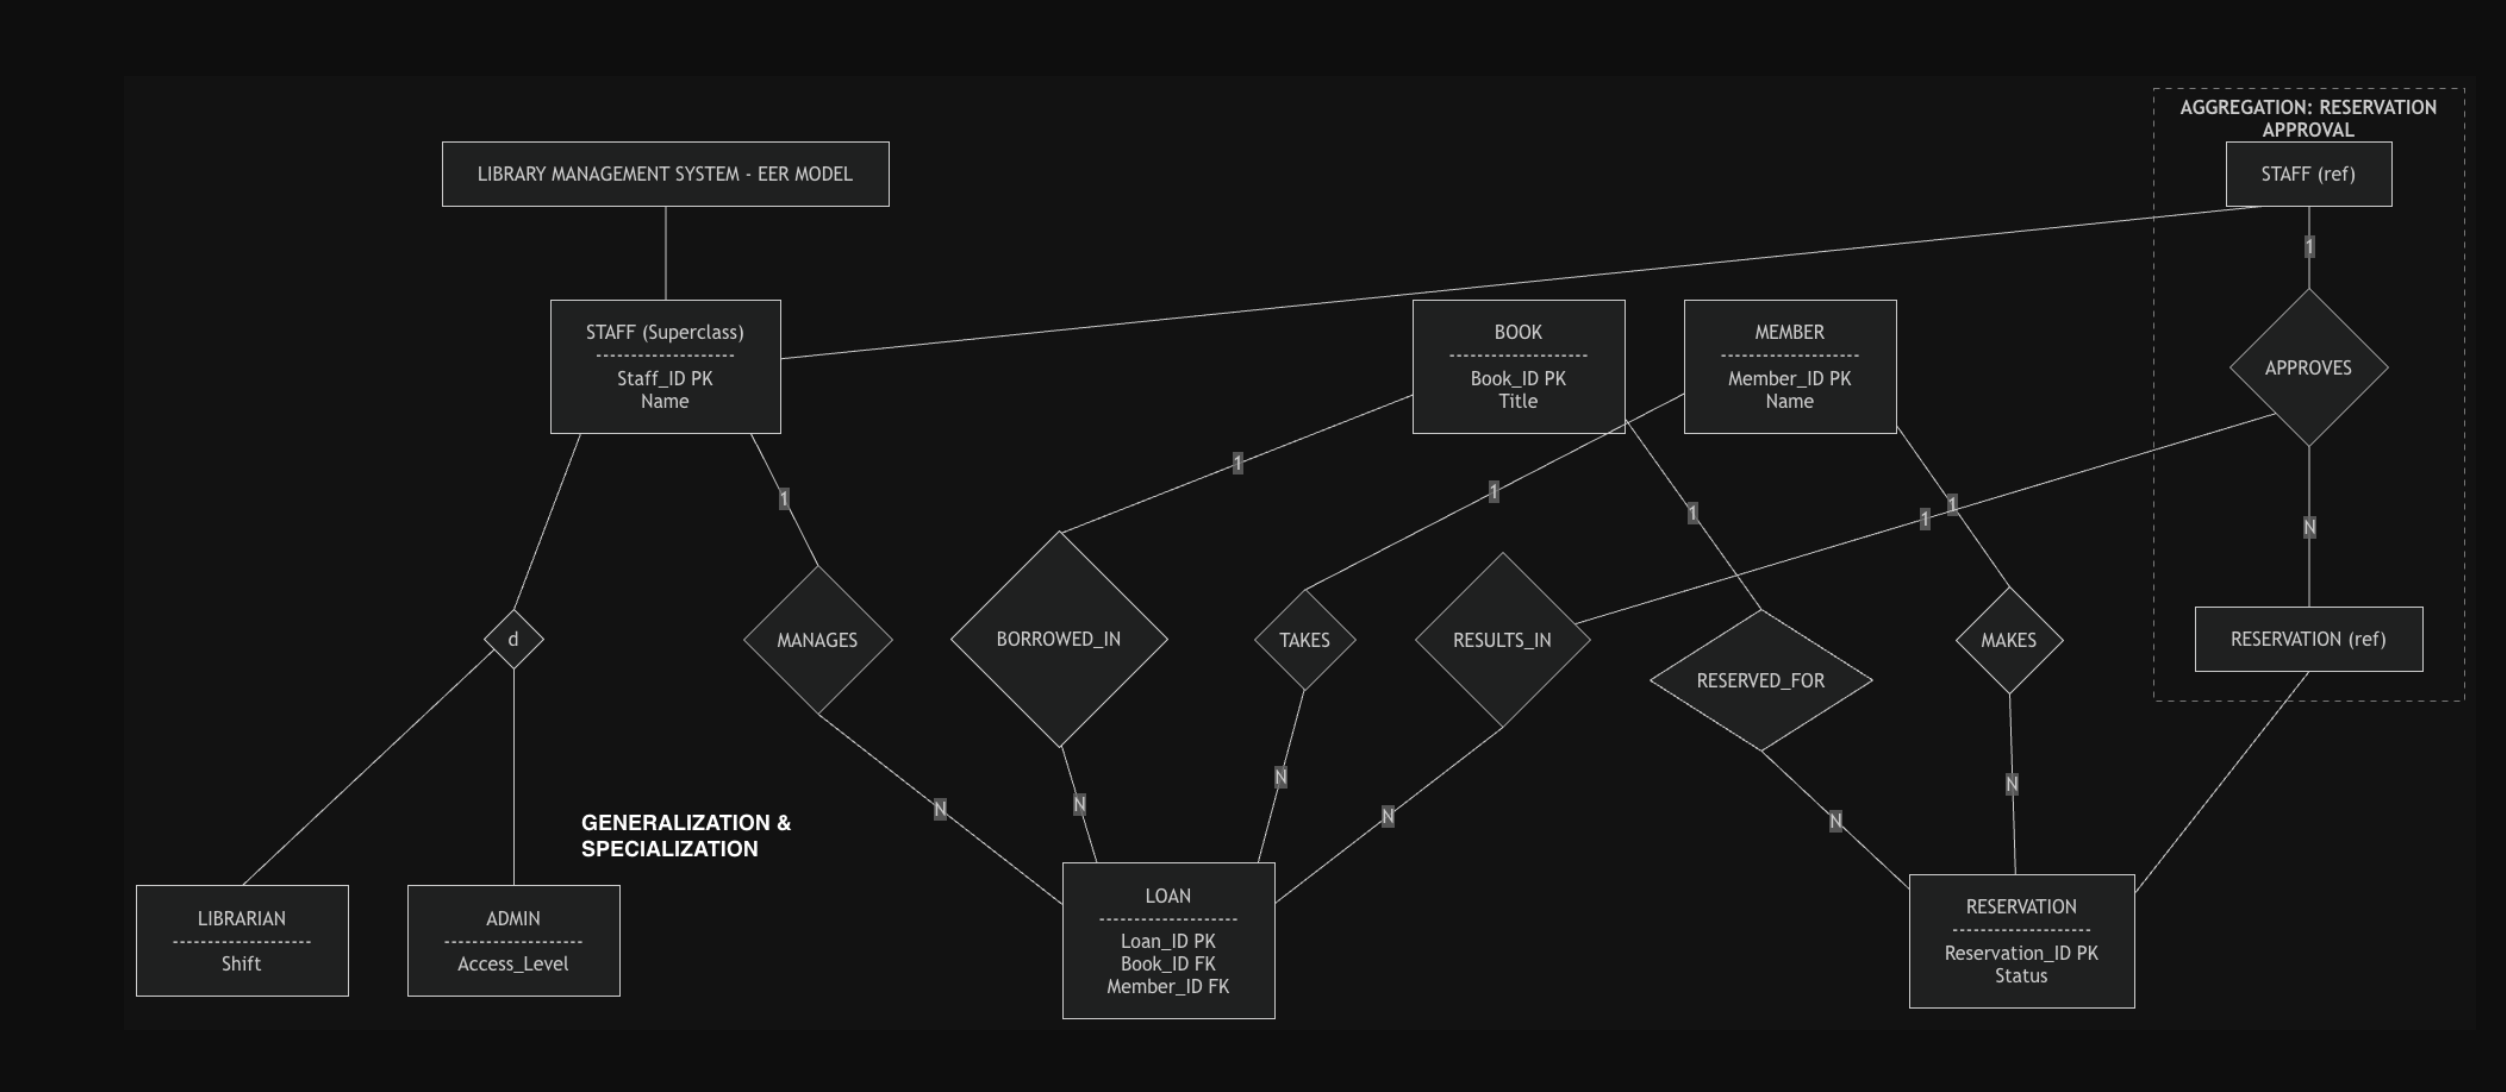 AGGREGATION: RESERVATION
APPROVAL
LIBRARY MANAGEMENT SYSTEM - EER MODEL
STAFF (ref)
1
STAFF (Superclass)
--------------------
Staff_ID PK
Name
BOOK
--------------------
Book_ID PK
Title
MEMBER
--------------------
Member_ID PK
Name
APPROVES
1
1
1
1
1
1
N
d
MANAGES
BORROWED_IN
TAKES
RESULTS_IN
RESERVED_FOR
MAKES
RESERVATION (ref)
N
N
N
N
N
N
GENERALIZATION &
SPECIALIZATION
LIBRARIAN
--------------------
Shift
ADMIN
--------------------
Access_Level
LOAN
--------------------
Loan_ID PK
Book_ID FK
Member_ID FK
RESERVATION
--------------------
Reservation_ID PK
Status